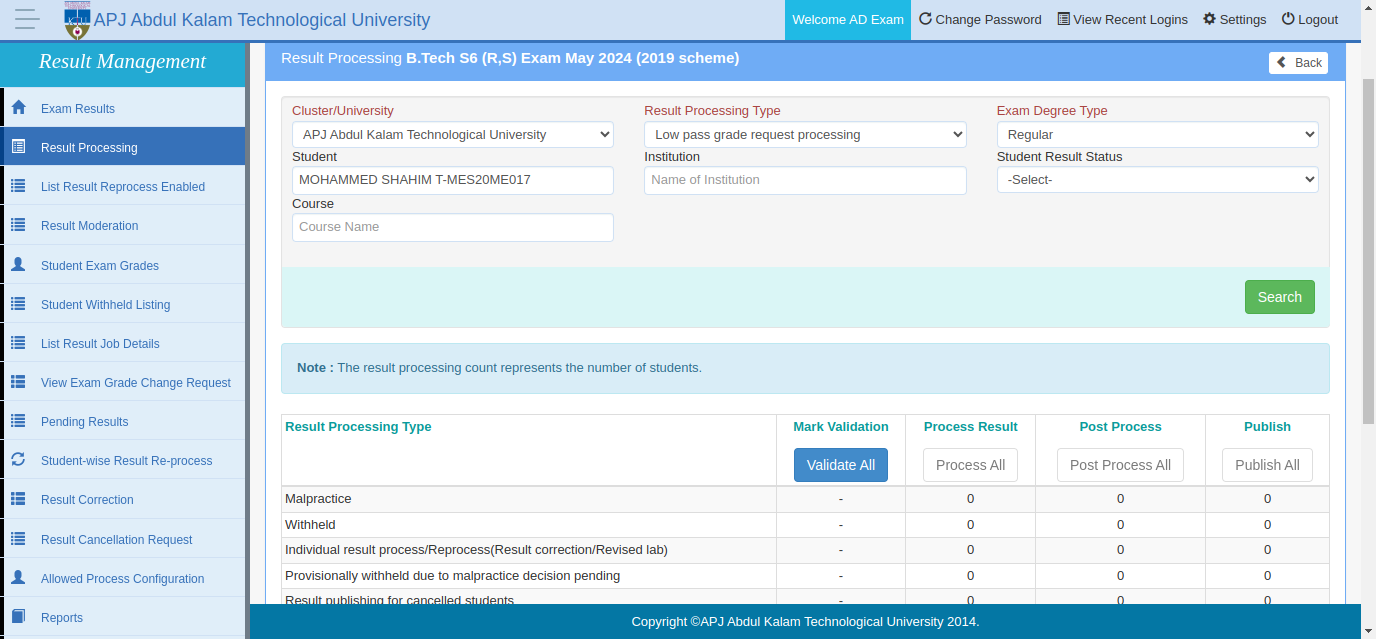 APJ Abdul Kalam Technological University
Welcome AD Exam Change Password View Recent Logins Settings Logout
Result Management
Exam Results
Result Processing
List Result Reprocess Enabled
Result Moderation
Student Exam Grades
Student Withheld Listing
List Result Job Details
View Exam Grade Change Request
Pending Results
Student-wise Result Re-process
Result Correction
Result Cancellation Request
Allowed Process Configuration
Reports
Result Processing B.Tech S6 (R,S) Exam May 2024 (2019 scheme)
Back
Cluster/University Result Processing Type Exam Degree Type
APJ Abdul Kalam Technological University Low pass grade request processing Regular
Student Institution Student Result Status
MOHAMMED SHAHIM T-MES20ME017 Name of Institution -Select-
Course
Course Name
Search
Note : The result processing count represents the number of students.
Result Processing Type Mark Validation Process Result Post Process Publish
Validate All Process All Post Process All Publish All
Malpractice - 0 0 0
Withheld - 0 0 0
Individual result process/Reprocess(Result correction/Revised lab) - 0 0 0
Provisionally withheld due to malpractice decision pending - 0 0 0
Result publishing for cancelled students - 0 0 0
Copyright ©APJ Abdul Kalam Technological University 2014.